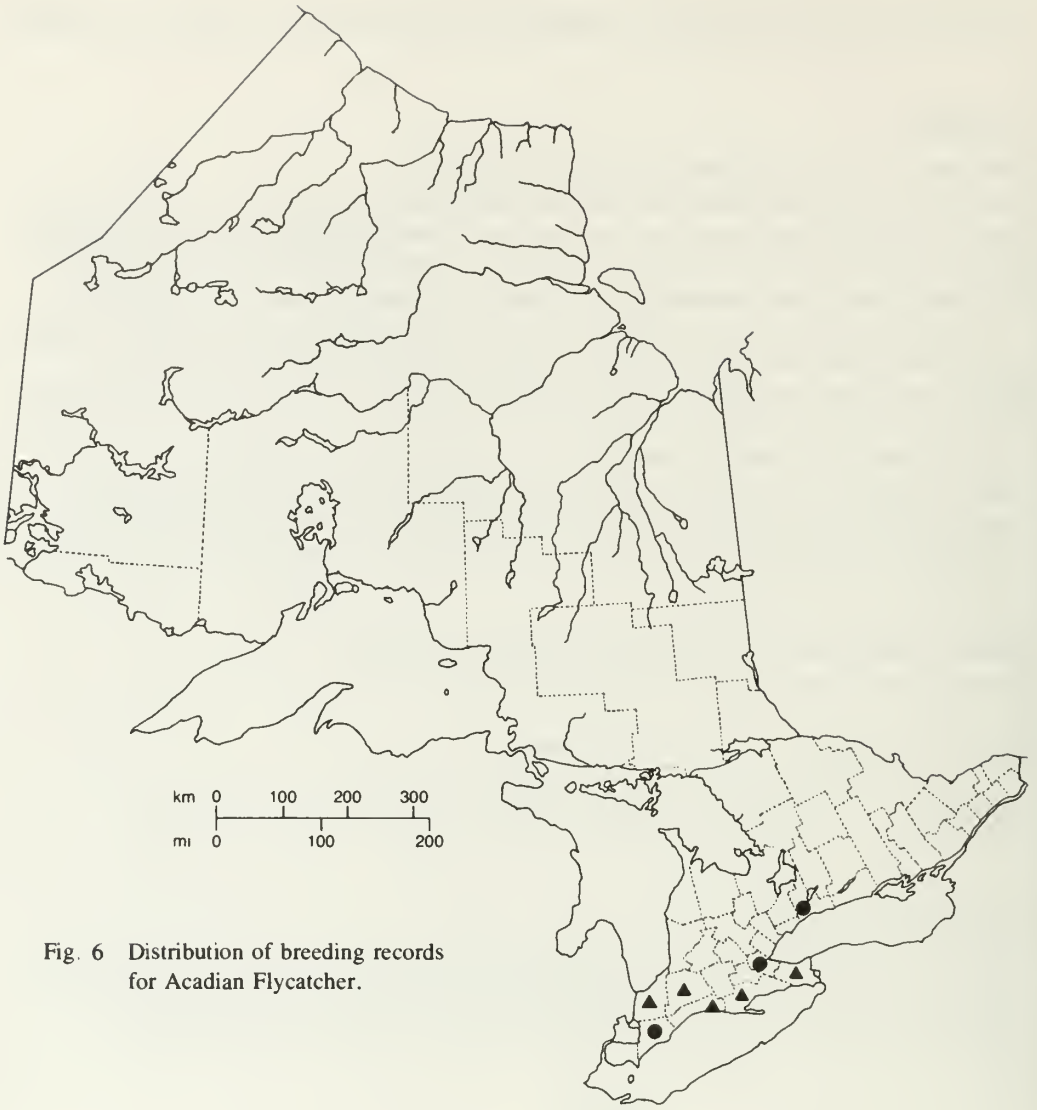 km 0 100 200 300
mi 0 100 200
Fig. 6 Distribution of breeding records
for Acadian Flycatcher.